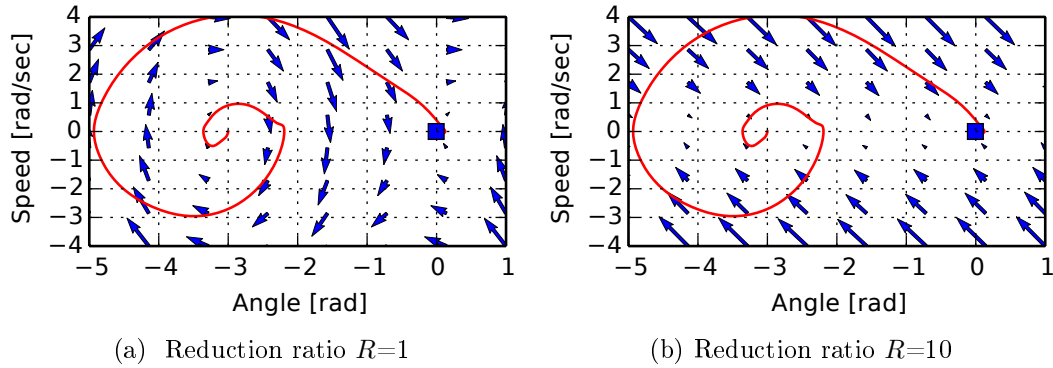 4
3
2
1
0
−1
−2
−3
−4
Speed [rad/sec]
−5 −4 −3 −2 −1 0 1
Angle [rad]
(a) Reduction ratio R=1
4
3
2
1
0
−1
−2
−3
−4
Speed [rad/sec]
−5 −4 −3 −2 −1 0 1
Angle [rad]
(b) Reduction ratio R=10